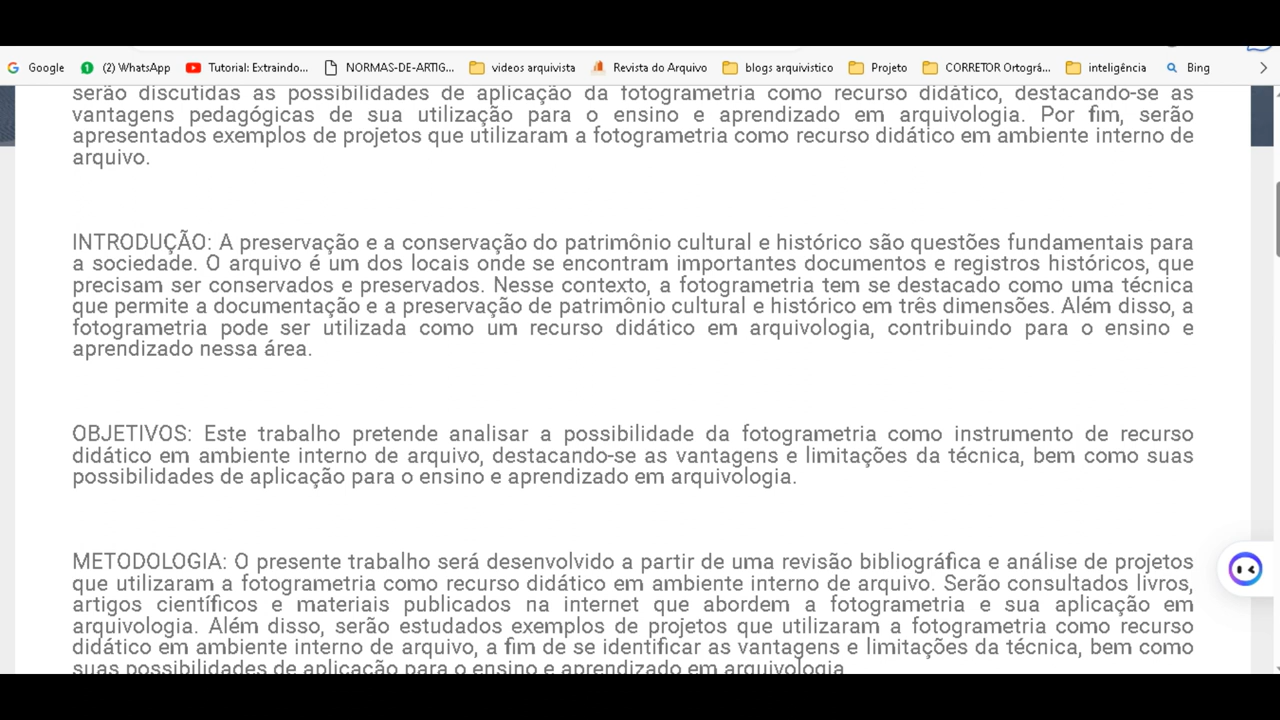 Google (2) WhatsApp Tutorial: Extraindo... NORMAS-DE-ARTIG... videos arquivista Revista do Arquivo blogs arquivistico Projeto CORRETOR Ortográ... inteligência Bing
serão discutidas as possibilidades de aplicação da fotogrametria como recurso didático, destacando-se as
vantagens pedagógicas de sua utilização para o ensino e aprendizado em arquivologia. Por fim, serão
apresentados exemplos de projetos que utilizaram a fotogrametria como recurso didático em ambiente interno de
arquivo.
INTRODUÇÃO: A preservação e a conservação do patrimônio cultural e histórico são questões fundamentais para
a sociedade. O arquivo é um dos locais onde se encontram importantes documentos e registros históricos, que
precisam ser conservados e preservados. Nesse contexto, a fotogrametria tem se destacado como uma técnica
que permite a documentação e a preservação de patrimônio cultural e histórico em três dimensões. Além disso, a
fotogrametria pode ser utilizada como um recurso didático em arquivologia, contribuindo para o ensino e
aprendizado nessa área.
OBJETIVOS: Este trabalho pretende analisar a possibilidade da fotogrametria como instrumento de recurso
didático em ambiente interno de arquivo, destacando-se as vantagens e limitações da técnica, bem como suas
possibilidades de aplicação para o ensino e aprendizado em arquivologia.
METODOLOGIA: O presente trabalho será desenvolvido a partir de uma revisão bibliográfica e análise de projetos
que utilizaram a fotogrametria como recurso didático em ambiente interno de arquivo. Serão consultados livros,
artigos científicos e materiais publicados na internet que abordem a fotogrametria e sua aplicação em
arquivologia. Além disso, serão estudados exemplos de projetos que utilizaram a fotogrametria como recurso
didático em ambiente interno de arquivo, a fim de se identificar as vantagens e limitações da técnica, bem como
suas possibilidades de aplicação para o ensino e aprendizado em arquivologia